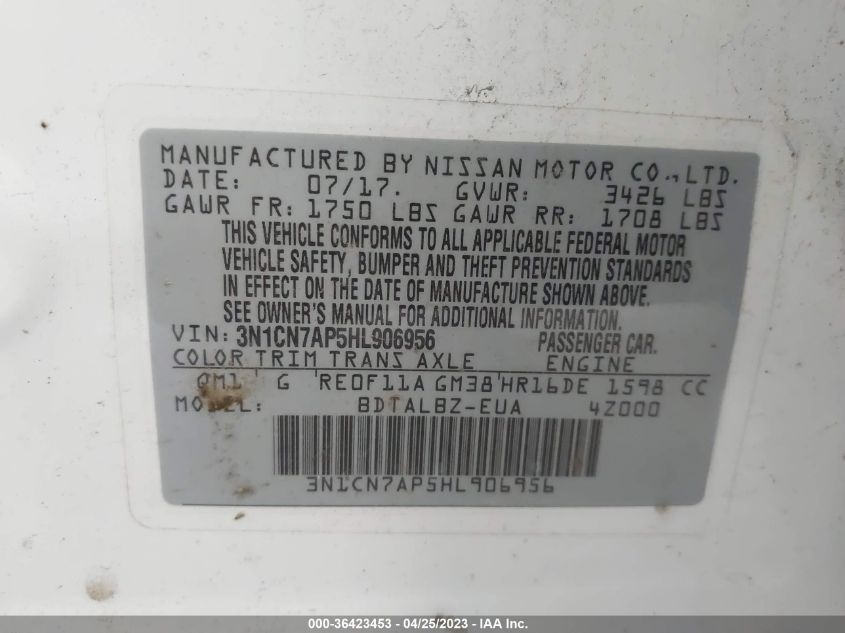 MANUFACTURED BY NISSAN MOTOR CO.,LTD.
DATE: 07/17. GVWR: 3426 LBS
GAWR FR: 1750 LBS GAWR RR: 1708 LBS
THIS VEHICLE CONFORMS TO ALL APPLICABLE FEDERAL MOTOR
VEHICLE SAFETY, BUMPER AND THEFT PREVENTION STANDARDS
IN EFFECT ON THE DATE OF MANUFACTURE SHOWN ABOVE.
SEE OWNER'S MANUAL FOR ADDITIONAL INFORMATION.
VIN: 3N1CN7AP5HL906956 PASSENGER CAR.
COLOR TRIM TRANS AXLE ENGINE
QM1 G RE0F11A GM38 HR16DE 1598 CC
MODEL: BDTALBZ-EUA 4Z000
3N1CN7AP5HL906956
000-36423453 - 04/25/2023 - IAA Inc.